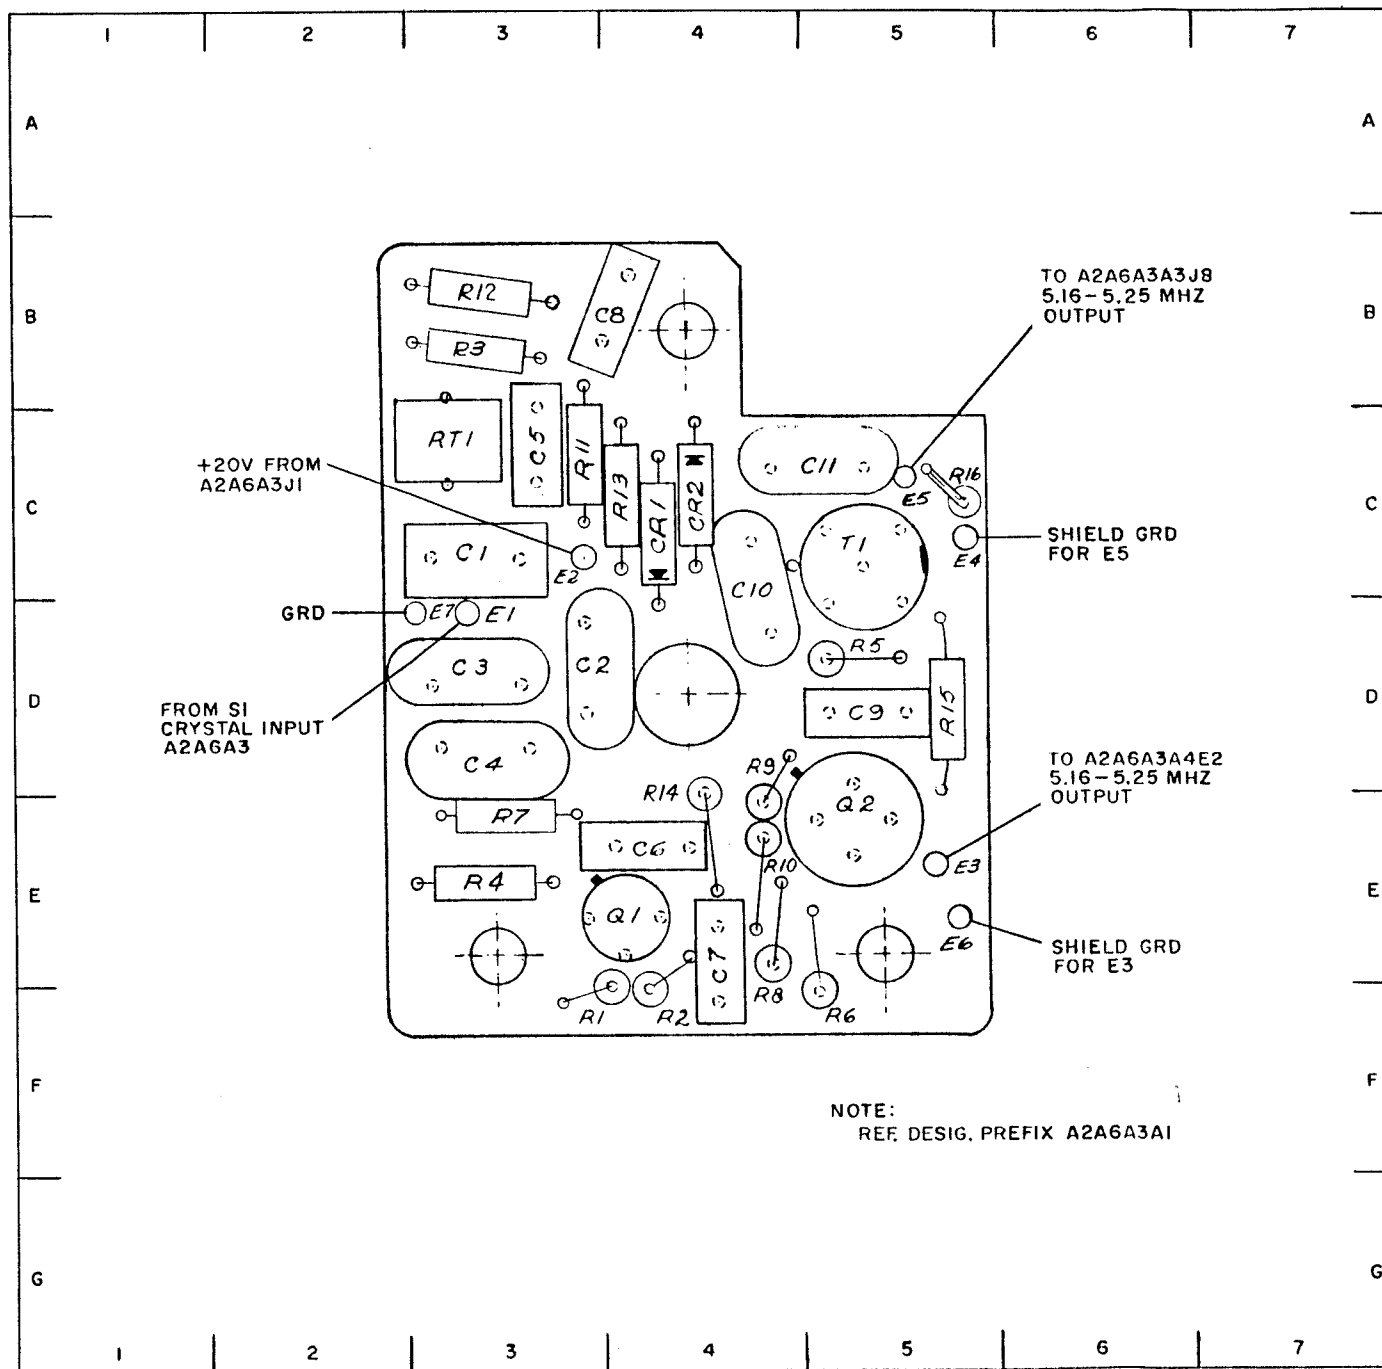 1 2 3 4 5 6 7
A A
B B
C C
D D
E E
F F
G G
1 2 3 4 5 6 7
R12
C8
R3
TO A2A6A3A3J8
5.16-5.25 MHZ
OUTPUT
RT1
C5
R11
R13
CR1
CR2
C11
E5
R16
+20V FROM
A2A6A3J1
C1
E2
C10
T1
E4
SHIELD GRD
FOR E5
GRD
E7
E1
C3
C2
R5
FROM S1
CRYSTAL INPUT
A2A6A3
C9
R15
C4
R14
R9
Q2
TO A2A6A3A4E2
5.16-5.25 MHZ
OUTPUT
R7
C6
R10
E3
R4
Q1
C7
E6
SHIELD GRD
FOR E3
R1
R2
R8
R6
NOTE:
REF. DESIG. PREFIX A2A6A3A1